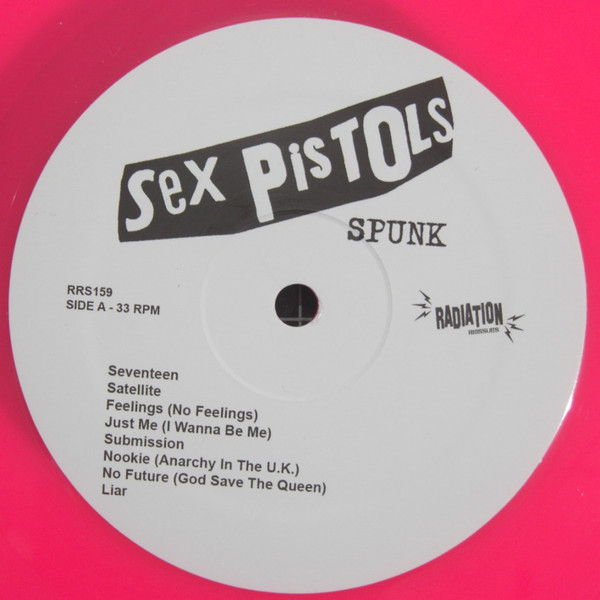 Sex PisTOLs
SPUNK
RRS159
SIDE A - 33 RPM
RADIATION
Seventeen
Satellite
Feelings (No Feelings)
Just Me (I Wanna Be Me)
Submission
Nookie (Anarchy In The U.K.)
No Future (God Save The Queen)
Liar